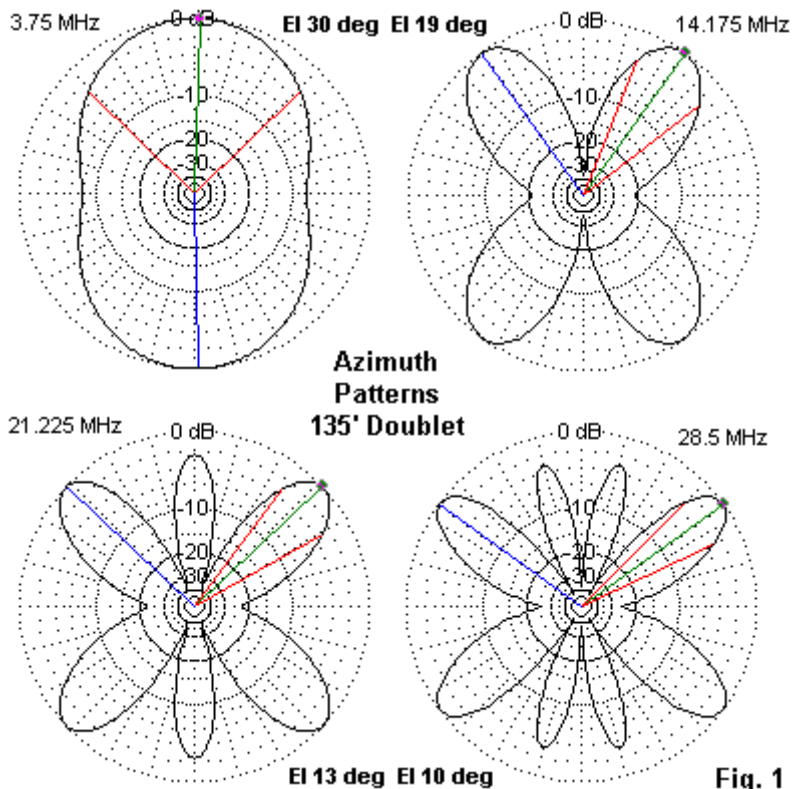 3.75 MHz
0 dB
El 30 deg El 19 deg
0 dB
14.175 MHz
-10
-10
20
20
30
30
Azimuth
Patterns
135' Doublet
21.225 MHz
0 dB
0 dB
28.5 MHz
-10
-10
-20
-20
30
30
El 13 deg El 10 deg
Fig. 1